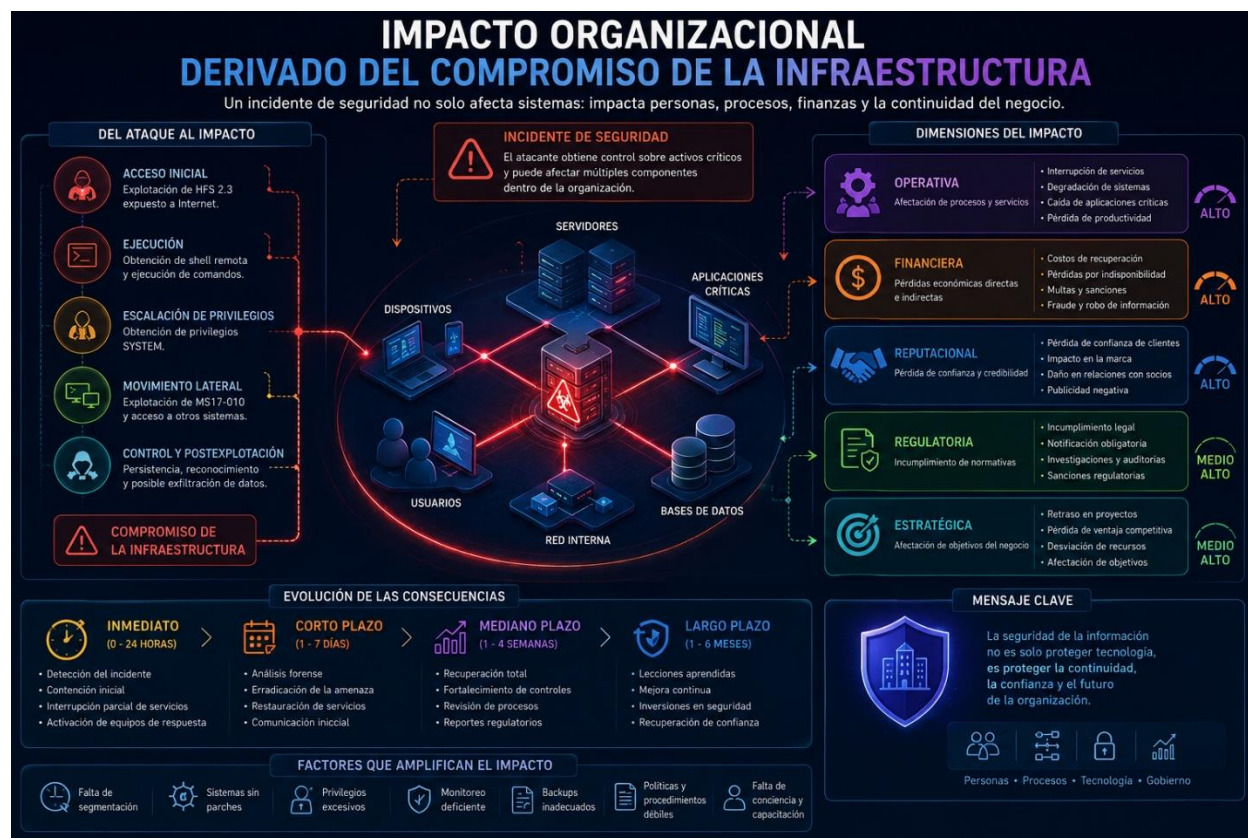 IMPACTO ORGANIZACIONAL
DERIVADO DEL COMPROMISO DE LA INFRAESTRUCTURA
Un incidente de seguridad no solo afecta sistemas: impacta personas, procesos, finanzas y la continuidad del negocio.
DEL ATAQUE AL IMPACTO
ACCESO INICIAL
Explotación de HFS 2.3
expuesto a Internet.
EJECUCIÓN
Obtención de shell remota
y ejecución de comandos.
ESCALACIÓN DE PRIVILEGIOS
Obtención de privilegios
SYSTEM.
MOVIMIENTO LATERAL
Explotación de MS17-010
y acceso a otros sistemas.
CONTROL Y POSTEXPLOTACIÓN
Persistencia, reconocimiento
y posible exfiltración de datos.
COMPROMISO DE
LA INFRAESTRUCTURA
INCIDENTE DE SEGURIDAD
El atacante obtiene control sobre activos críticos
y puede afectar múltiples componentes
dentro de la organización.
SERVIDORES
DISPOSITIVOS
APLICACIONES
CRÍTICAS
USUARIOS
RED INTERNA
BASES DE DATOS
DIMENSIONES DEL IMPACTO
OPERATIVA
Afectación de procesos y servicios
• Interrupción de servicios
• Degradación de sistemas
• Caída de aplicaciones críticas
• Pérdida de productividad
ALTO
FINANCIERA
Pérdidas económicas directas
e indirectas
• Costos de recuperación
• Pérdidas por indisponibilidad
• Multas y sanciones
• Fraude y robo de información
ALTO
REPUTACIONAL
Pérdida de confianza y credibilidad
• Pérdida de confianza de clientes
• Impacto en la marca
• Daño en relaciones con socios
• Publicidad negativa
ALTO
REGULATORIA
Incumplimiento de normativas
• Incumplimiento legal
• Notificación obligatoria
• Investigaciones y auditorías
• Sanciones regulatorias
MEDIO
ALTO
ESTRATÉGICA
Afectación de objetivos del negocio
• Retraso en proyectos
• Pérdida de ventaja competitiva
• Desviación de recursos
• Afectación de objetivos
MEDIO
ALTO
EVOLUCIÓN DE LAS CONSECUENCIAS
INMEDIATO
(0 - 24 HORAS)
• Detección del incidente
• Contención inicial
• Interrupción parcial de servicios
• Activación de equipos de respuesta
CORTO PLAZO
(1 - 7 DÍAS)
• Análisis forense
• Erradicación de la amenaza
• Restauración de servicios
• Comunicación iniccial
MEDIANO PLAZO
(1 - 4 SEMANAS)
• Recuperación total
• Fortalecimiento de controles
• Revisión de procesos
• Reportes regulatorios
LARGO PLAZO
(1 - 6 MESES)
• Lecciones aprendidas
• Mejora continua
• Inversiones en seguridad
• Recuperación de confianza
MENSAJE CLAVE
La seguridad de la información
no es solo proteger tecnología,
es proteger la continuidad,
la confianza y el futuro
de la organización.
Personas • Procesos • Tecnología • Gobierno
FACTORES QUE AMPLIFICAN EL IMPACTO
Falta de
segmentación
Sistemas sin
parches
Privilegios
excesivos
Monitoreo
deficiente
Backups
inadecuados
Políticas y
procedimientos
débiles
Falta de
conciencia y
capacitación